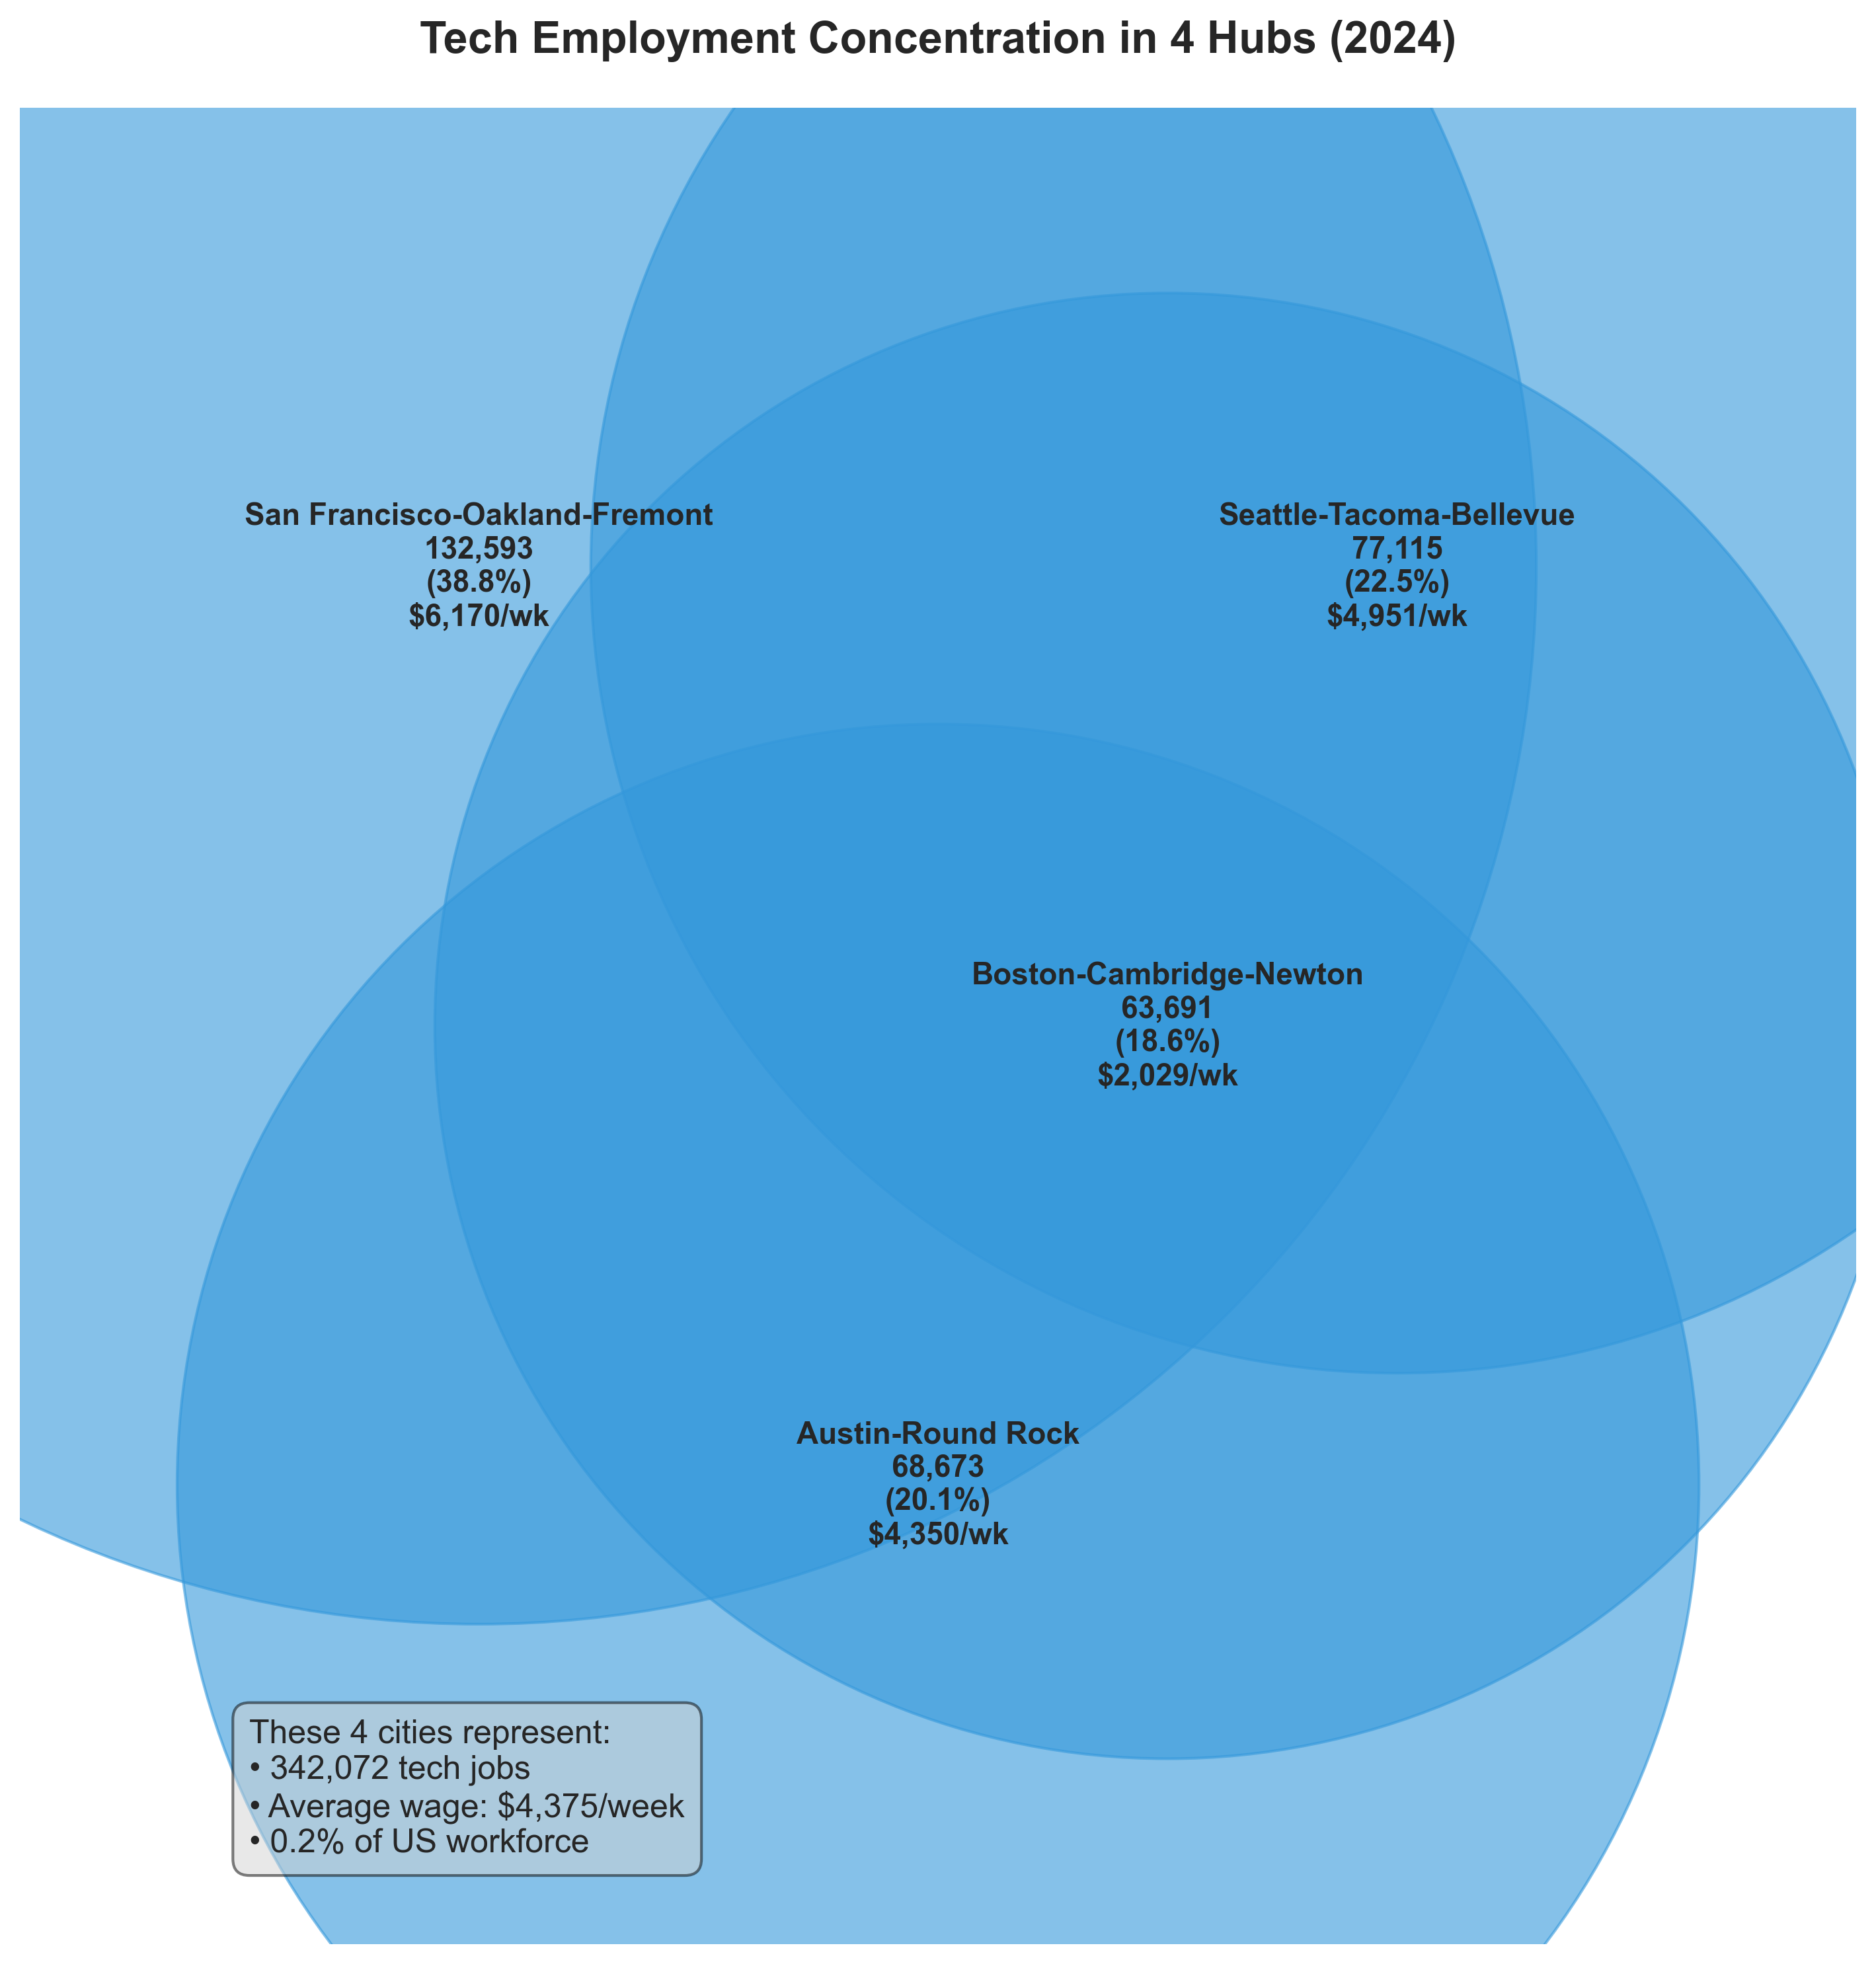 Tech Employment Concentration in 4 Hubs (2024)
San Francisco-Oakland-Fremont
132,593
(38.8%)
$6,170/wk
Seattle-Tacoma-Bellevue
77,115
(22.5%)
$4,951/wk
Boston-Cambridge-Newton
63,691
(18.6%)
$2,029/wk
Austin-Round Rock
68,673
(20.1%)
$4,350/wk
These 4 cities represent:
• 342,072 tech jobs
• Average wage: $4,375/week
• 0.2% of US workforce